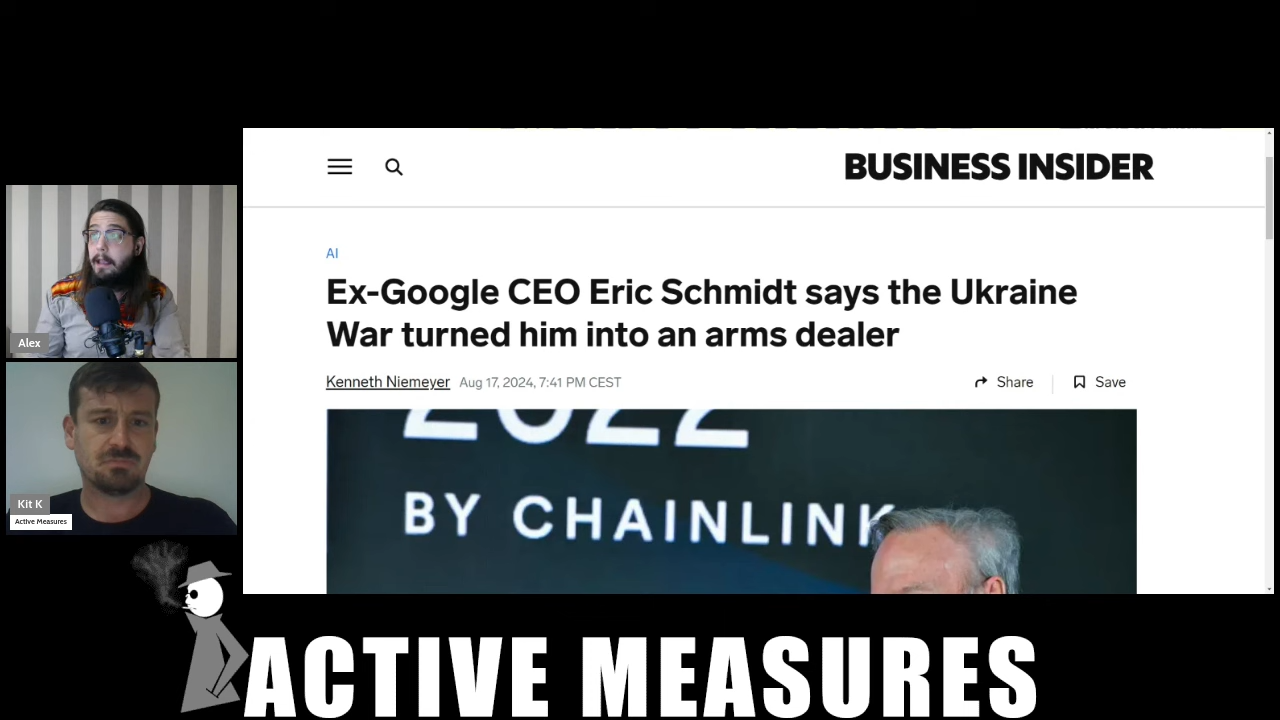 BUSINESS INSIDER
AI
Ex-Google CEO Eric Schmidt says the Ukraine
War turned him into an arms dealer
Kenneth Niemeyer Aug 17, 2024, 7:41 PM CEST
Share
Save
2022
BY CHAINLINK
Alex
Kit K
Active Measures
ACTIVE MEASURES